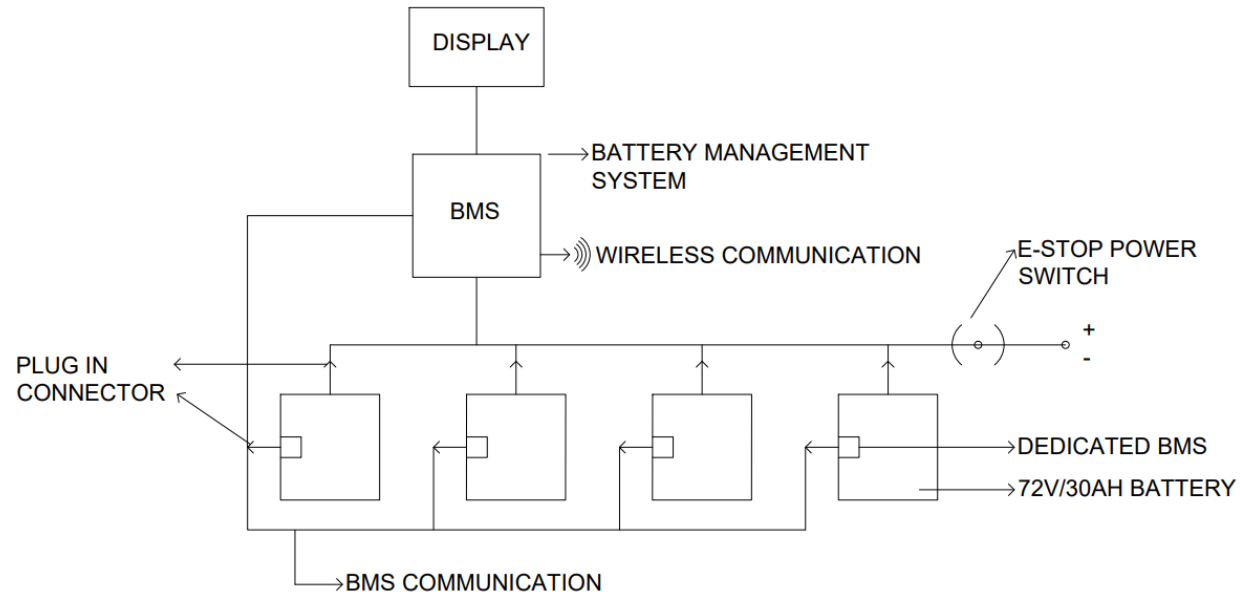 DISPLAY
BATTERY MANAGEMENT
SYSTEM
BMS
WIRELESS COMMUNICATION
E-STOP POWER
SWITCH
+
-
PLUG IN
CONNECTOR
DEDICATED BMS
72V/30AH BATTERY
BMS COMMUNICATION